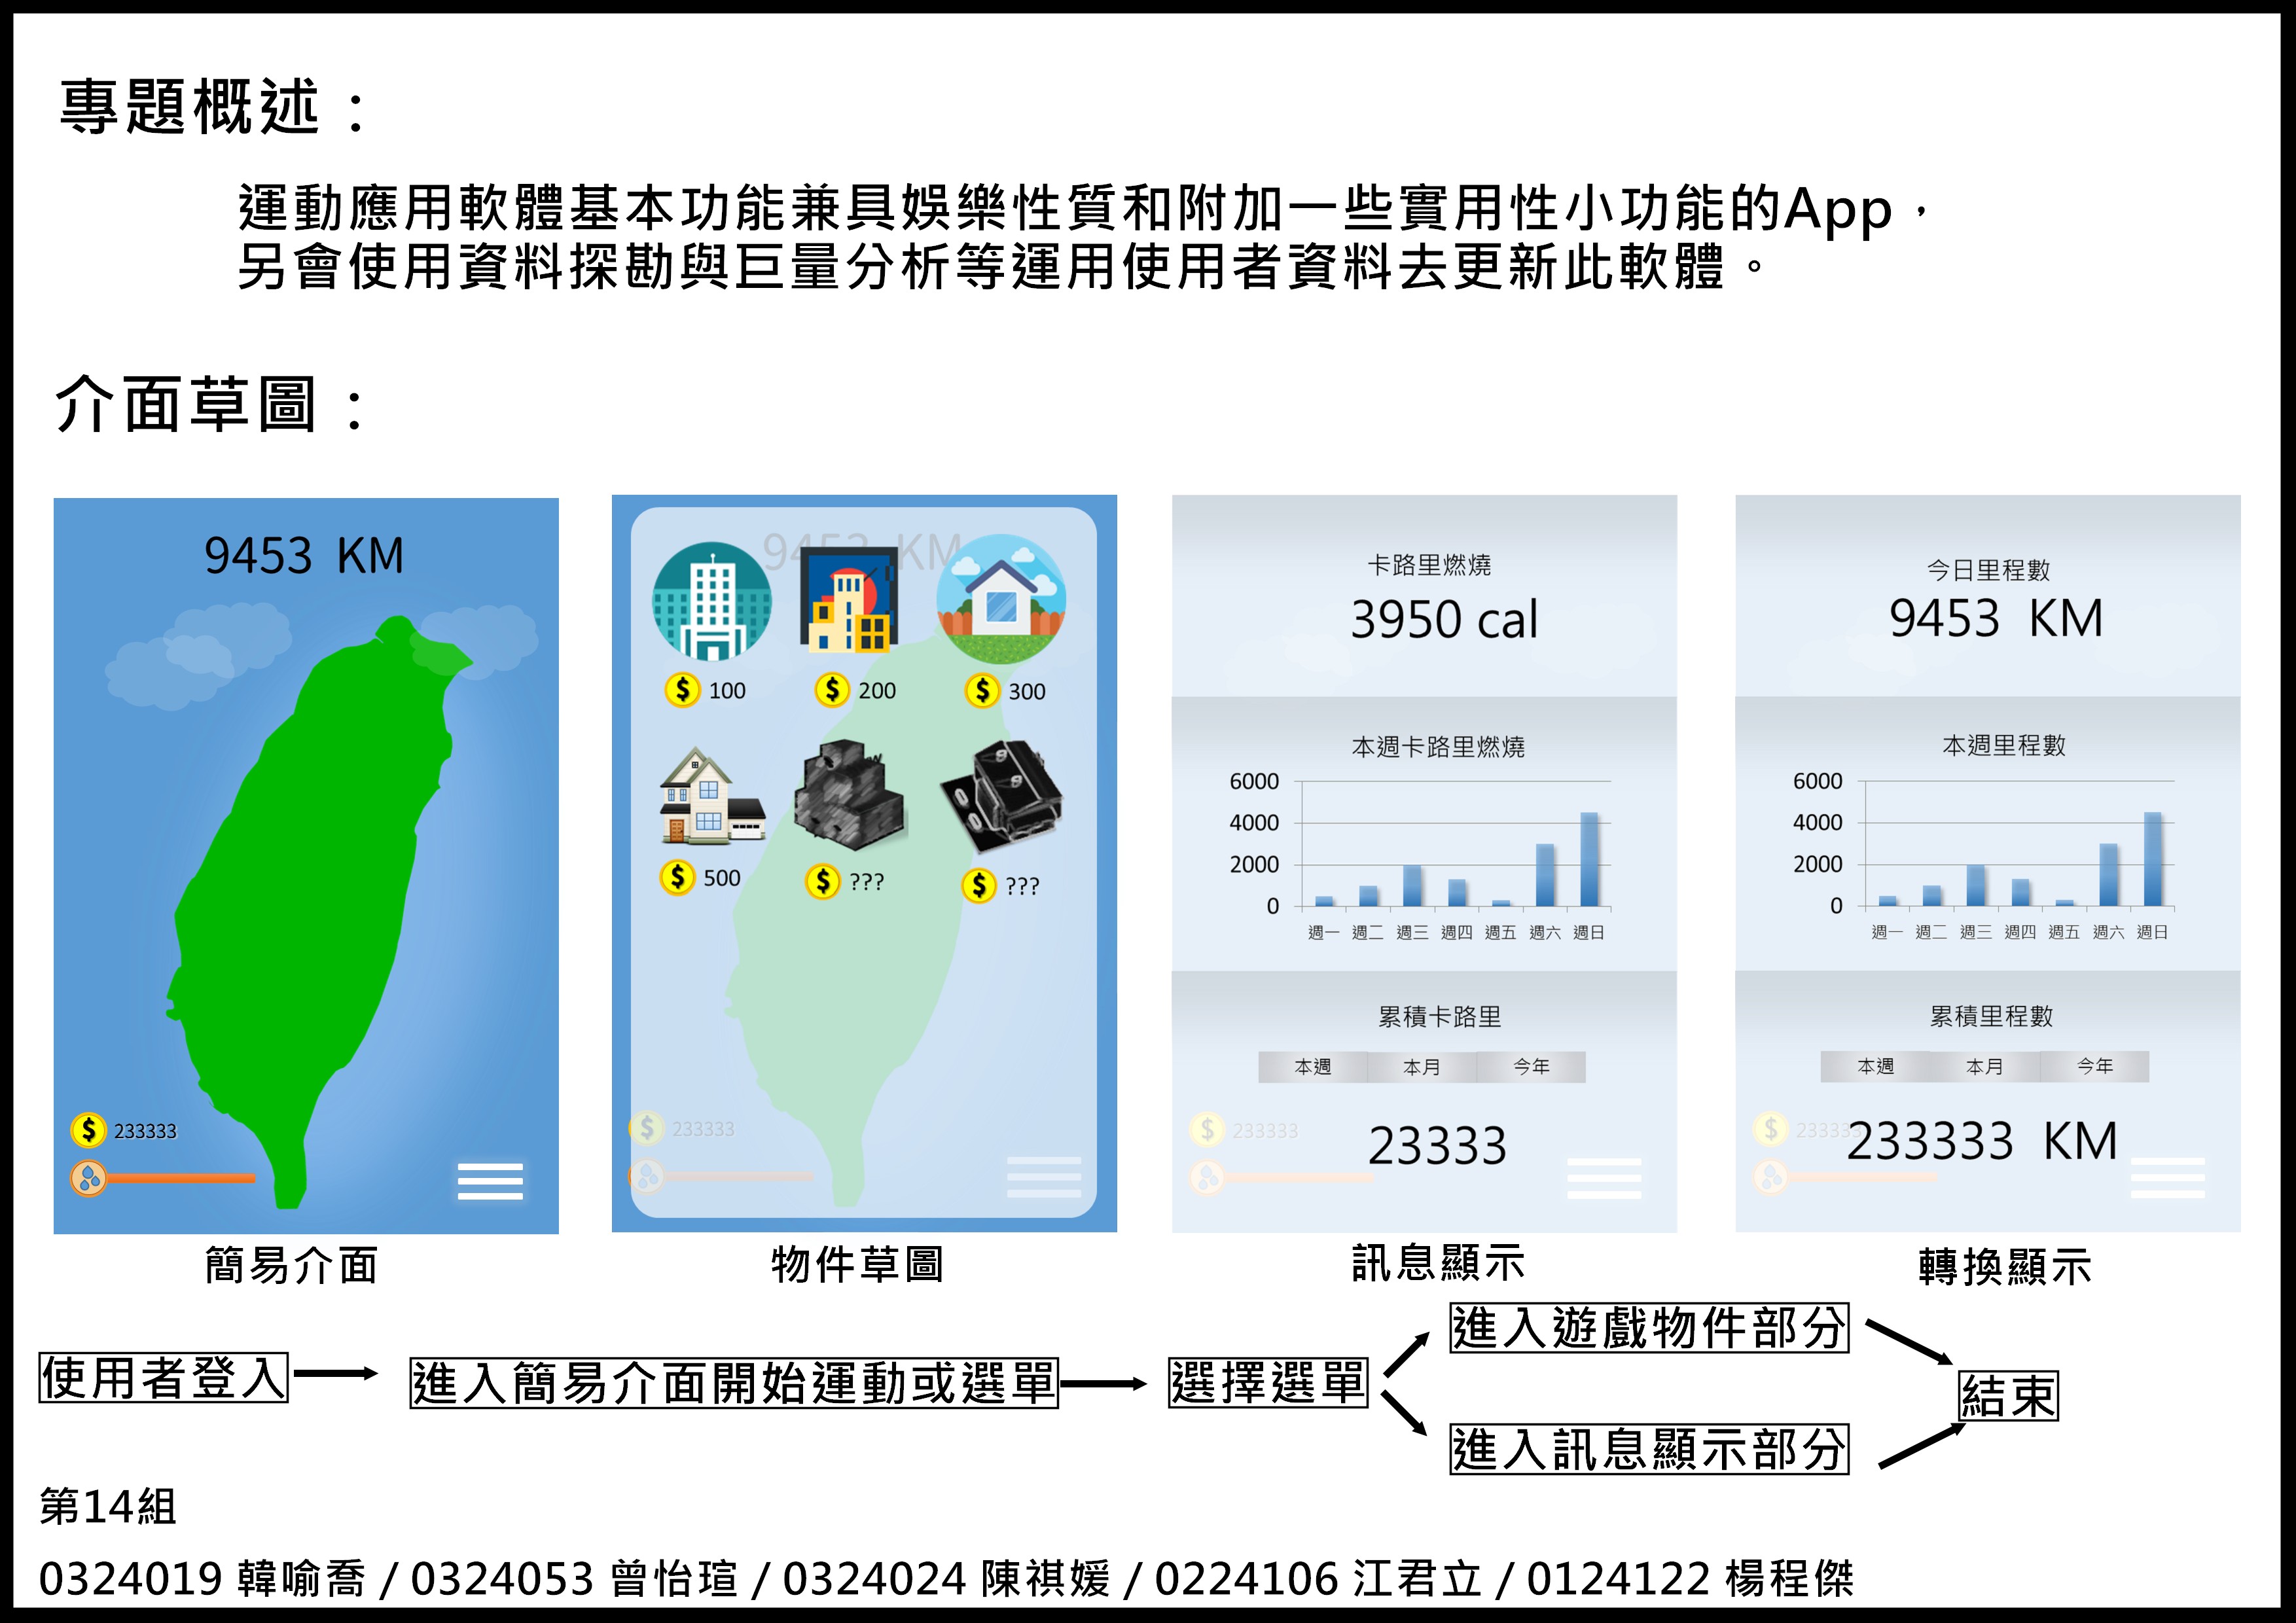 專題概述：
運動應用軟體基本功能兼具娛樂性質和附加一些實用性小功能的App，
另會使用資料探勘與巨量分析等運用使用者資料去更新此軟體。
介面草圖：
9453 KM
$ 233333
簡易介面
9453 KM
$ 100
$ 200
$ 300
$ 500
$ ???
$ ???
$ 233333
物件草圖
卡路里燃燒
3950 cal
本週卡路里燃燒
6000
4000
2000
0
週一 週二 週三 週四 週五 週六 週日
累積卡路里
本週 本月 今年
$ 233333
23333
訊息顯示
今日里程數
9453 KM
本週里程數
6000
4000
2000
0
週一 週二 週三 週四 週五 週六 週日
累積里程數
本週 本月 今年
$ 233333
233333 KM
轉換顯示
使用者登入
進入簡易介面開始運動或選單
選擇選單
進入遊戲物件部分
進入訊息顯示部分
結束
第14組
0324019 韓喻喬 / 0324053 曾怡瑄 / 0324024 陳祺媛 / 0224106 江君立 / 0124122 楊程傑